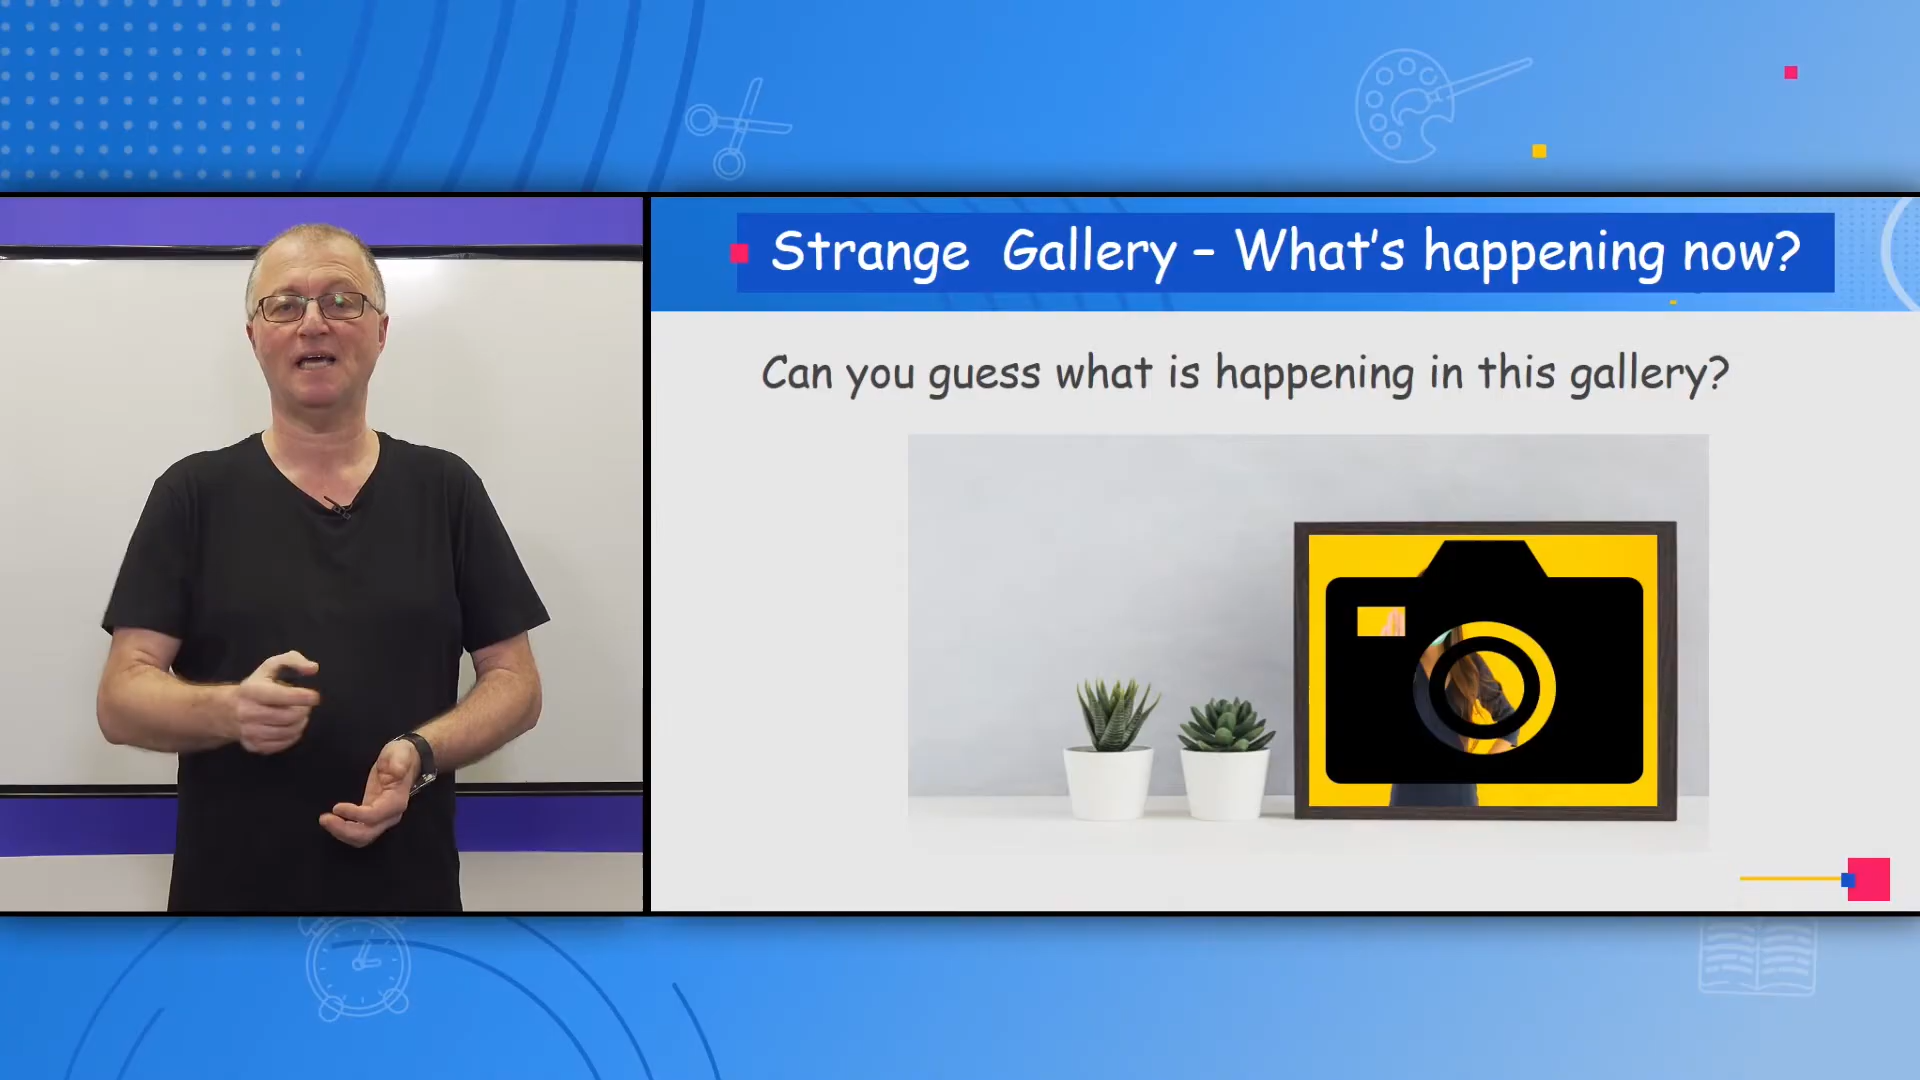 Strange Gallery – What's happening now?
Can you guess what is happening in this gallery?